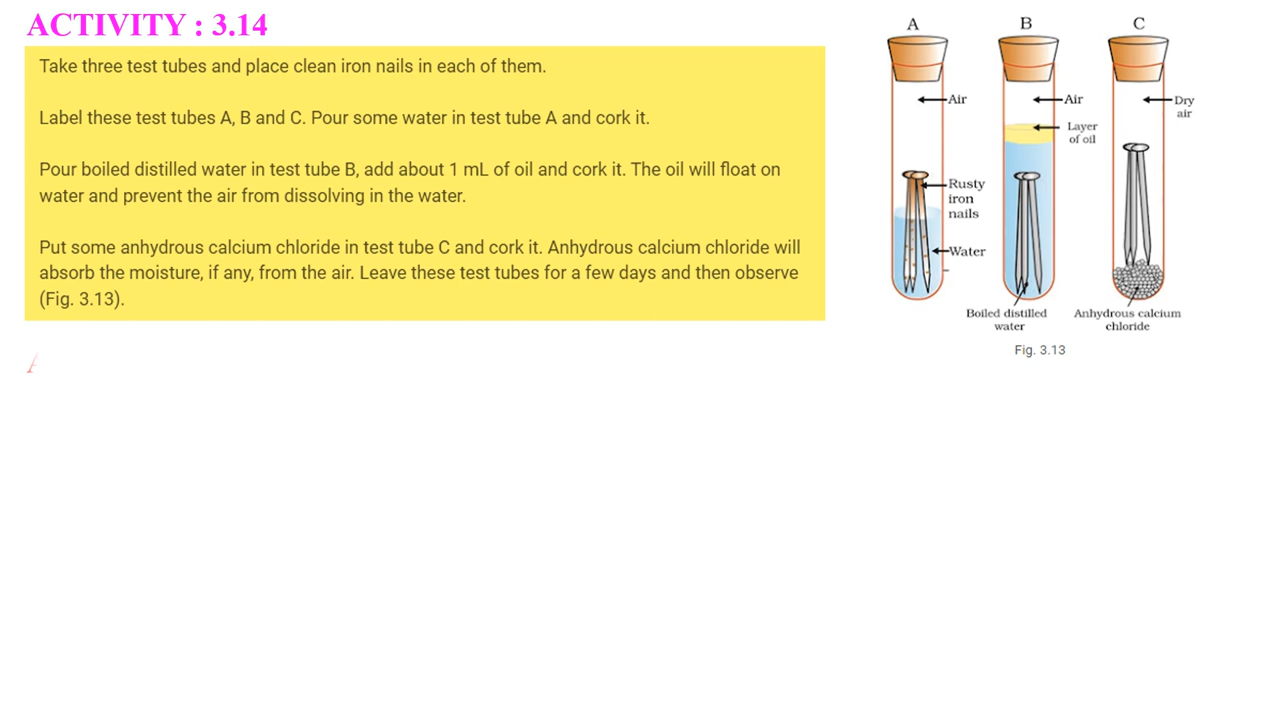 ACTIVITY : 3.14
Take three test tubes and place clean iron nails in each of them.
Label these test tubes A, B and C. Pour some water in test tube A and cork it.
Pour boiled distilled water in test tube B, add about 1 mL of oil and cork it. The oil will float on
water and prevent the air from dissolving in the water.
Put some anhydrous calcium chloride in test tube C and cork it. Anhydrous calcium chloride will
absorb the moisture, if any, from the air. Leave these test tubes for a few days and then observe
(Fig. 3.13).
A
B
C
Air
Air
Dry
air
Layer
of oil
Rusty
iron
nails
Water
Boiled distilled
water
Anhydrous calcium
chloride
Fig. 3.13